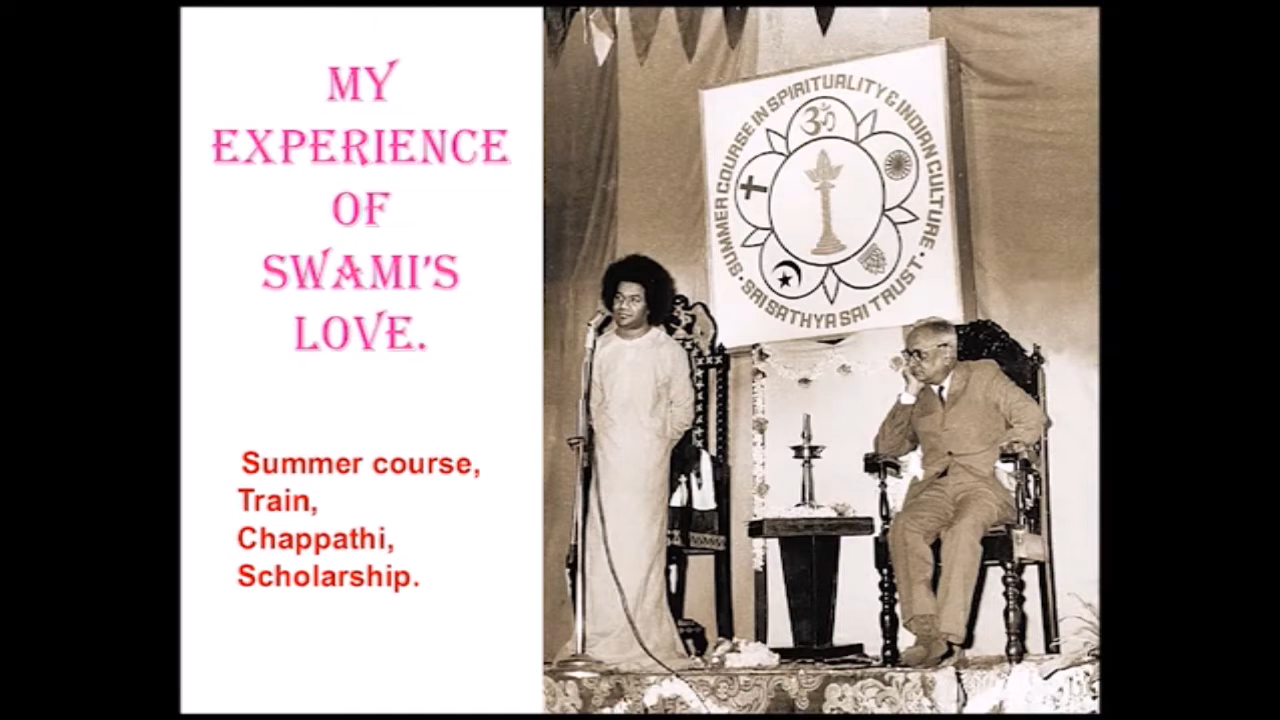 MY
EXPERIENCE
OF
SWAMI'S
LOVE.
Summer course,
Train,
Chappathi,
Scholarship.
SUMMER COURSE IN SPIRITUALITY & INDIAN CULTURE
• SRI SATHYA SAI TRUST •
ॐ